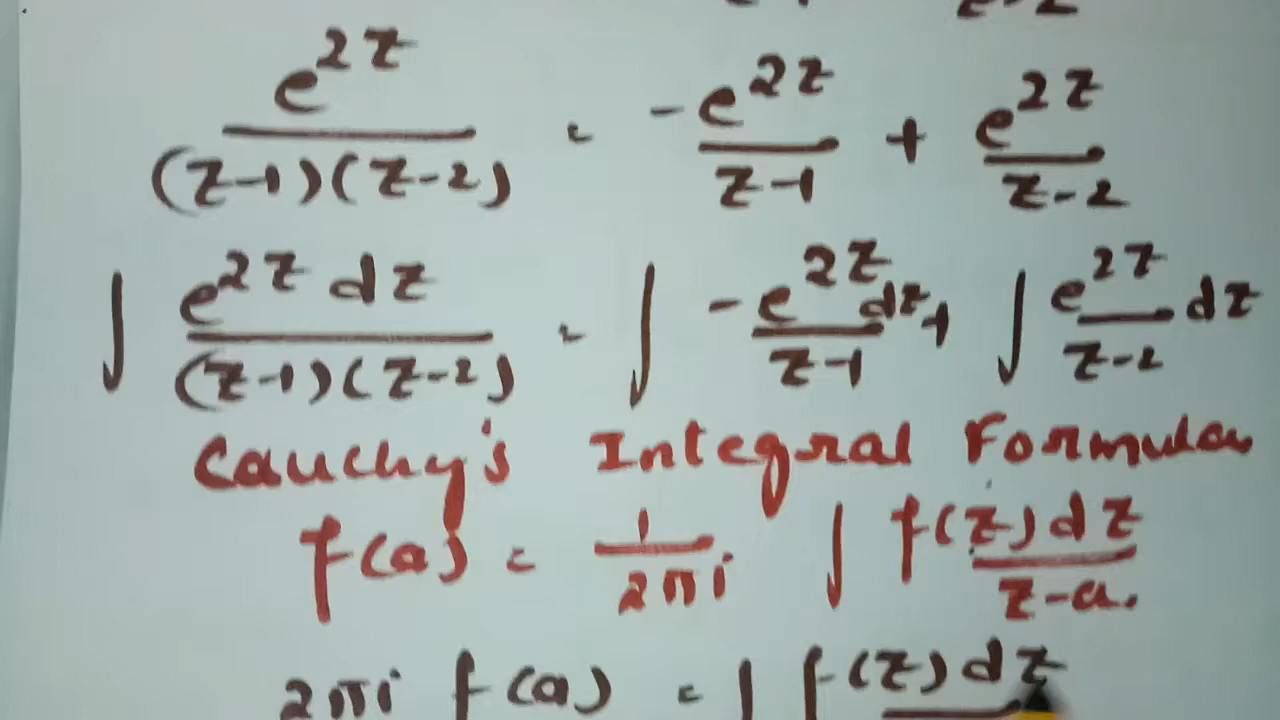 e^{2z} / (z-1)(z-2) = -e^{2z} / z-1 + e^{2z} / z-2
∫ e^{2z} dz / (z-1)(z-2) = ∫ -e^{2z} dz / z-1 + ∫ e^{2z} / z-2 dz
Cauchy's Integral Formula
f(a) = 1 / 2πi ∫ f(z) dz / z-a.
2πi f(a) = ∫ f(z) dz